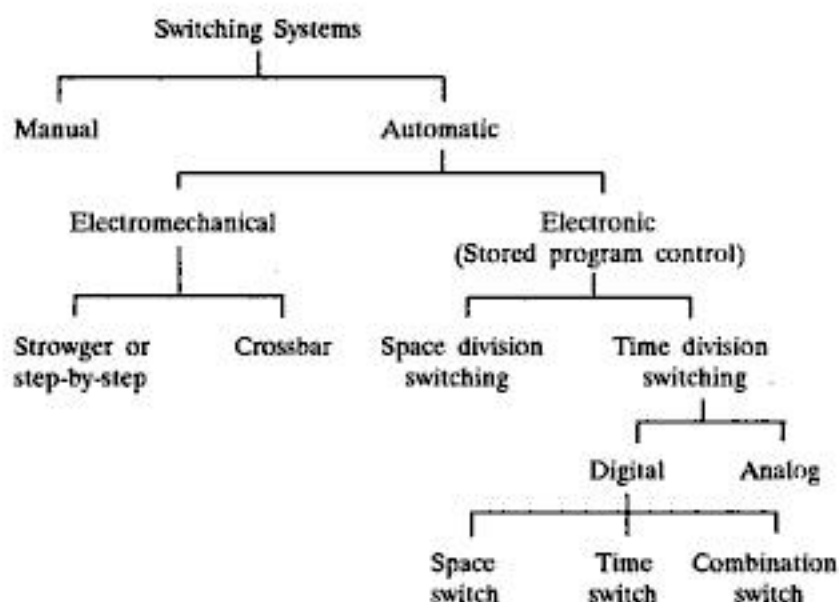 Switching Systems
Manual
Automatic
Electromechanical
Electronic
(Stored program control)
Strowger or
step-by-step
Crossbar
Space division
switching
Time division
switching
Digital
Analog
Space
switch
Time
switch
Combination
switch